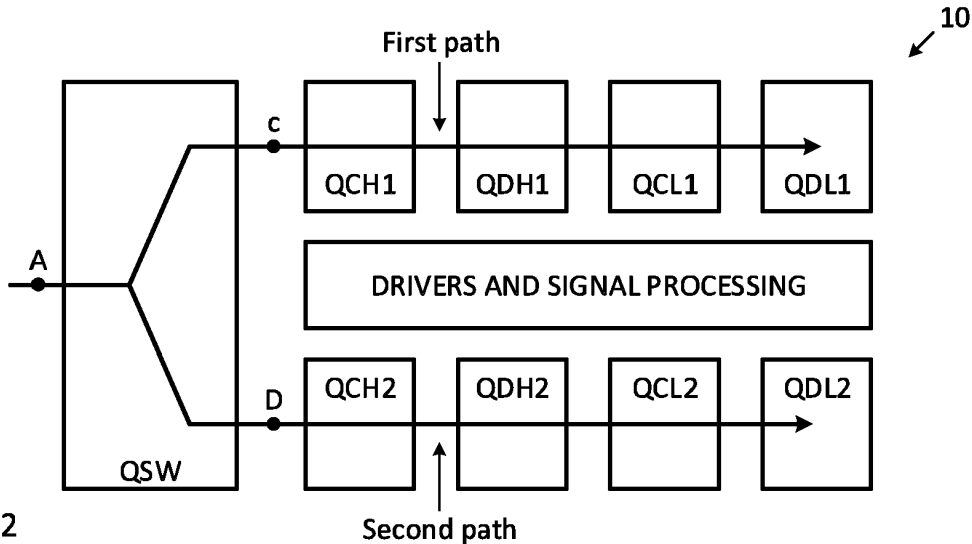 10
First path
c
QCH1 QDH1 QCL1 QDL1
A
DRIVERS AND SIGNAL PROCESSING
D
QCH2 QDH2 QCL2 QDL2
QSW
2
Second path